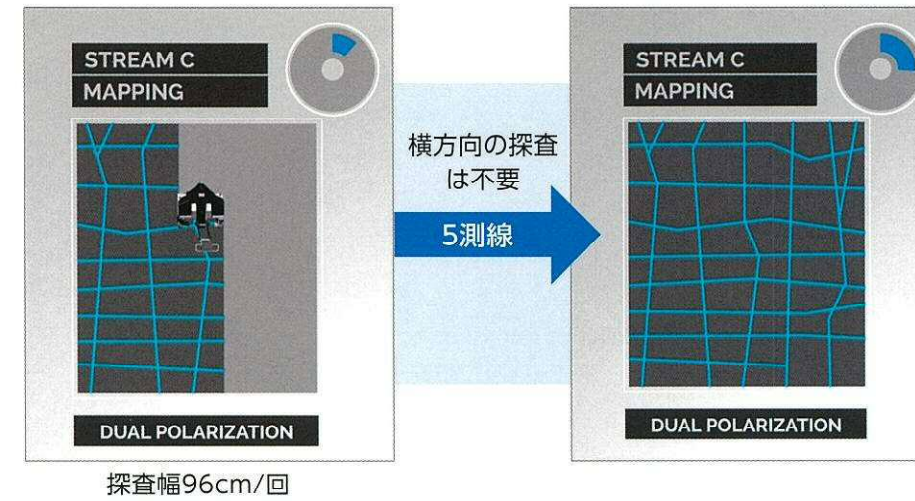 STREAM C
MAPPING
DUAL POLARIZATION
探査幅96cm/回
横方向の探査
は不要
5測線
STREAM C
MAPPING
DUAL POLARIZATION